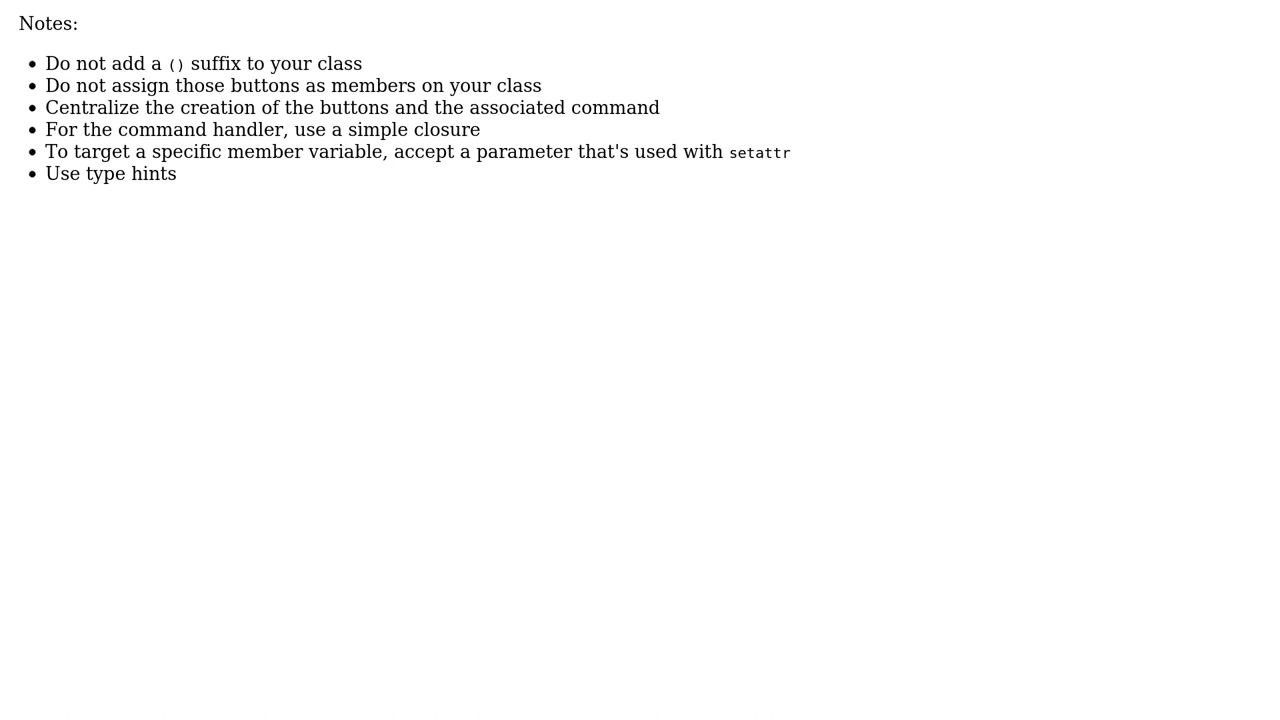 Notes:
Do not add a () suffix to your class
Do not assign those buttons as members on your class
Centralize the creation of the buttons and the associated command
For the command handler, use a simple closure
To target a specific member variable, accept a parameter that's used with setattr
Use type hints